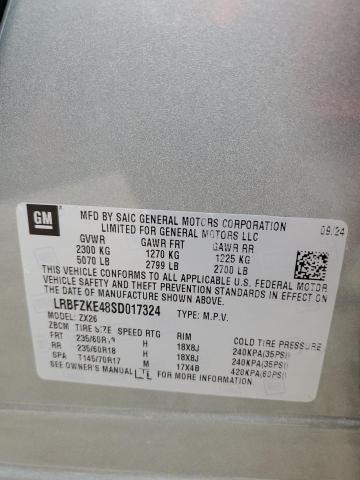 GM
MFD BY SAIC GENERAL MOTORS CORPORATION
LIMITED FOR GENERAL MOTORS LLC
09/24
GVWR GAWR FRT GAWR RR
2300 KG 1270 KG 1225 KG
5070 LB 2799 LB 2700 LB
THIS VEHICLE CONFORMS TO ALL APPLICABLE U.S. FEDERAL MOTOR
VEHICLE SAFETY, BUMPER, AND THEFT PREVENTION STANDARDS IN
EFFECT ON THE DATE OF MANUFACTURE SHOWN ABOVE.
LRBFZKE48SD017324 TYPE: M.P.V.
MODEL: ZX26
ZBCM TIRE SIZE SPEED RTG RIM COLD TIRE PRESSURE
FRT 235/60R18 H 18X8J 240KPA(35PSI)
RR 235/60R18 H 18X8J 240KPA(35PSI)
SPA T145/70R17 M 17X4B 420KPA(60PSI)
SEE OWNER'S MANUAL